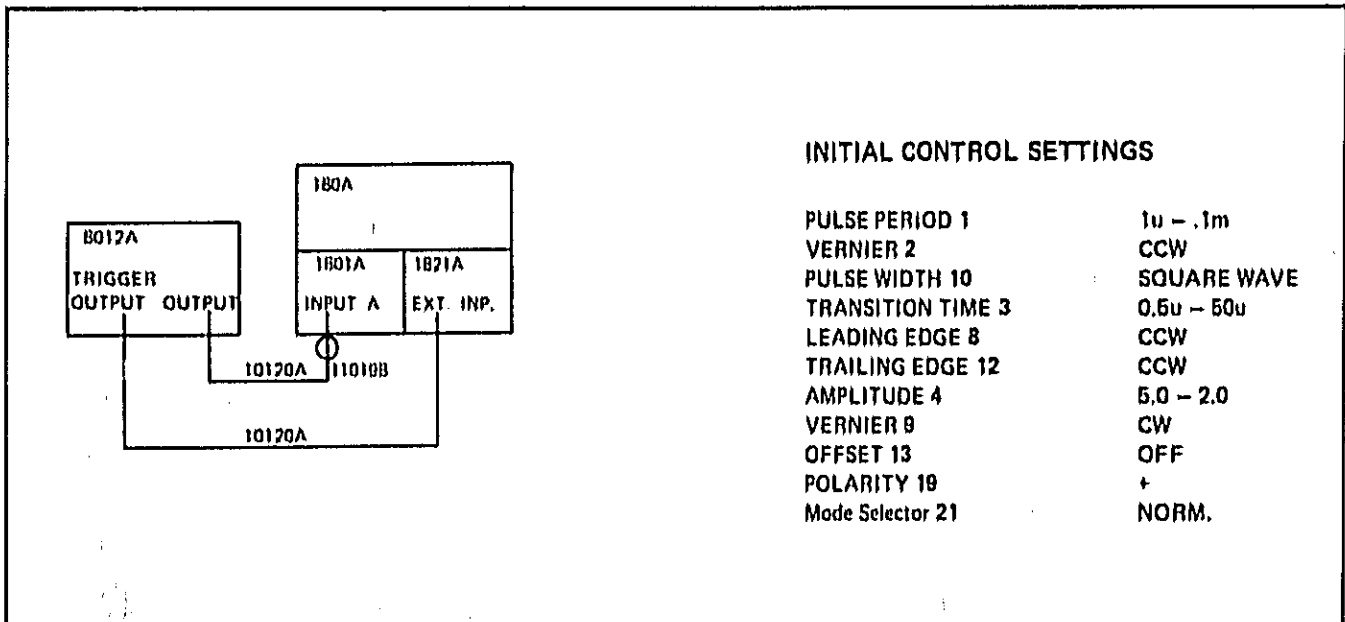 180A
8012A
1801A 1821A
TRIGGER
OUTPUT OUTPUT INPUT A EXT. INP.
10120A 11010B
10120A
INITIAL CONTROL SETTINGS
PULSE PERIOD 1 1u – .1m
VERNIER 2 CCW
PULSE WIDTH 10 SQUARE WAVE
TRANSITION TIME 3 0.5u – 50u
LEADING EDGE 8 CCW
TRAILING EDGE 12 CCW
AMPLITUDE 4 5.0 – 2.0
VERNIER 9 CW
OFFSET 13 OFF
POLARITY 19 +
Mode Selector 21 NORM.